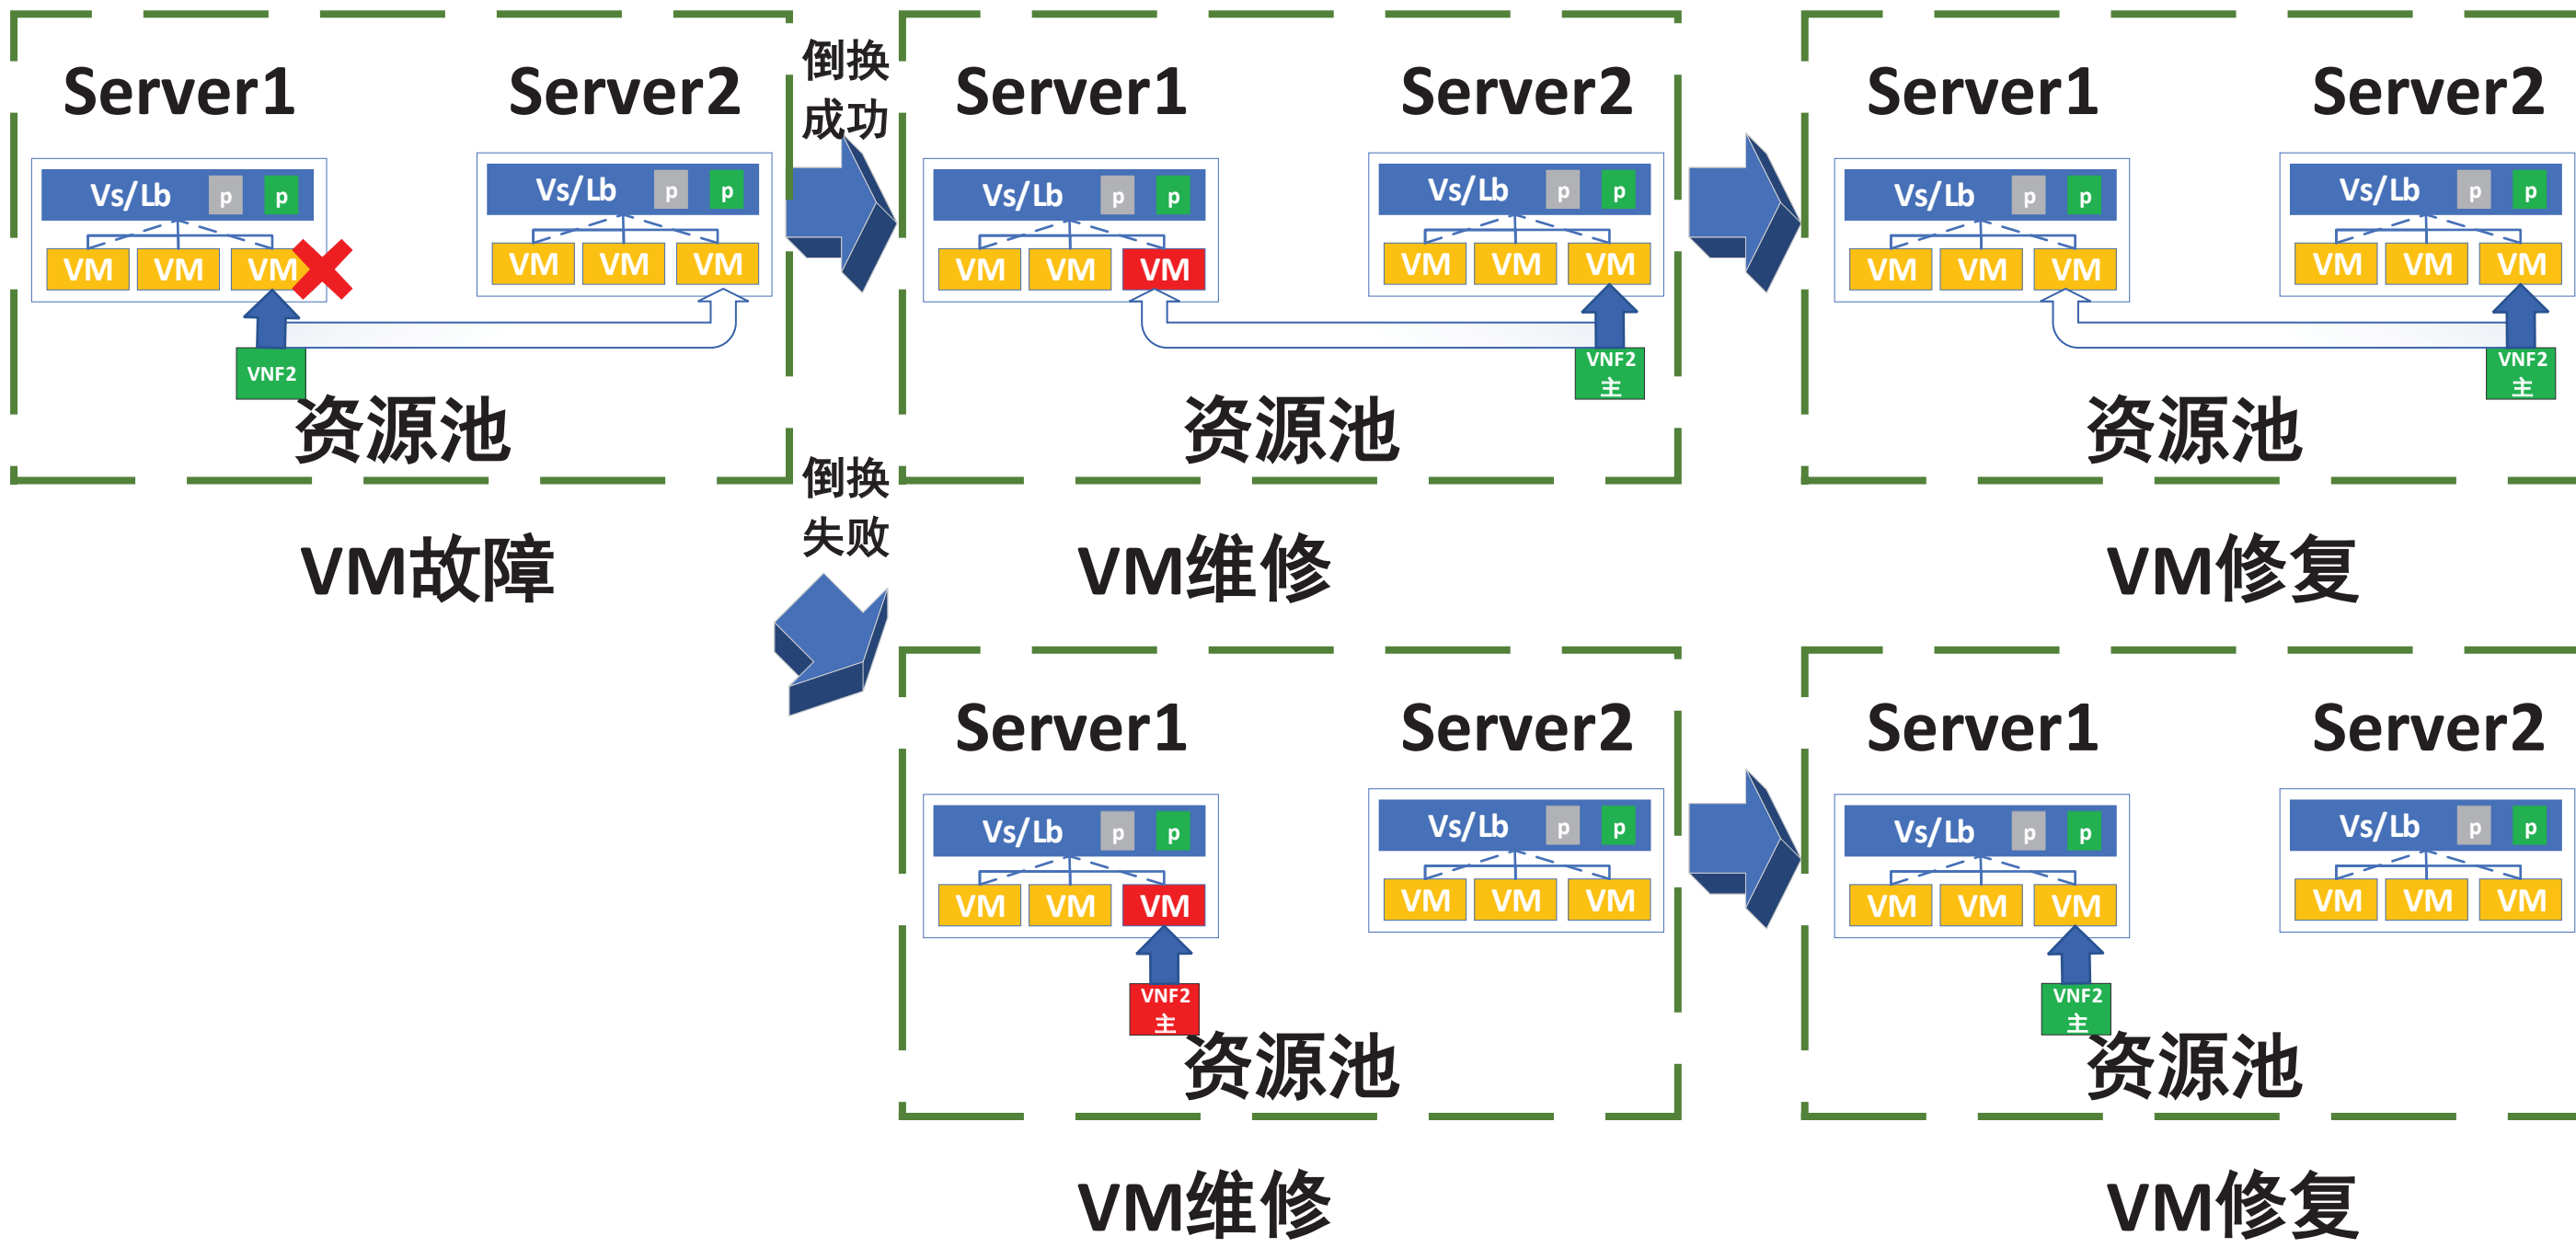 Server1 Server2
Vs/Lb p p
Vs/Lb p p
VM VM VM
VM VM VM
VNF2
资源池
VM故障
倒换
成功
Server1 Server2
Vs/Lb p p
Vs/Lb p p
VM VM VM
VM VM VM
VNF2
主
资源池
VM维修
Server1 Server2
Vs/Lb p p
Vs/Lb p p
VM VM VM
VM VM VM
VNF2
主
资源池
VM修复
倒换
失败
Server1 Server2
Vs/Lb p p
Vs/Lb p p
VM VM VM
VM VM VM
VNF2
主
资源池
VM维修
Server1 Server2
Vs/Lb p p
Vs/Lb p p
VM VM VM
VM VM VM
VNF2
主
资源池
VM修复